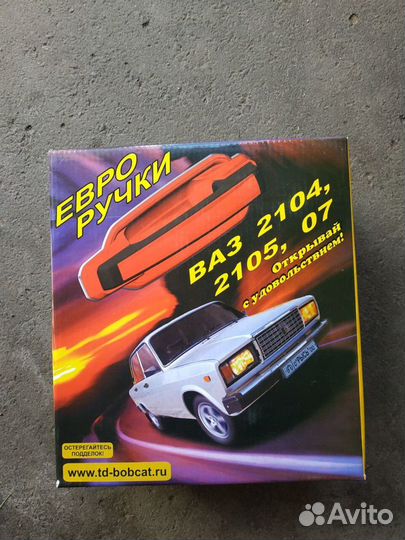 ЕВРО
РУЧКИ
ВАЗ 2104,
2105, 07
Открывай
с удовольствием!
ОСТЕРЕГАЙТЕСЬ
ПОДДЕЛОК!
www.td-bobcat.ru
Avito